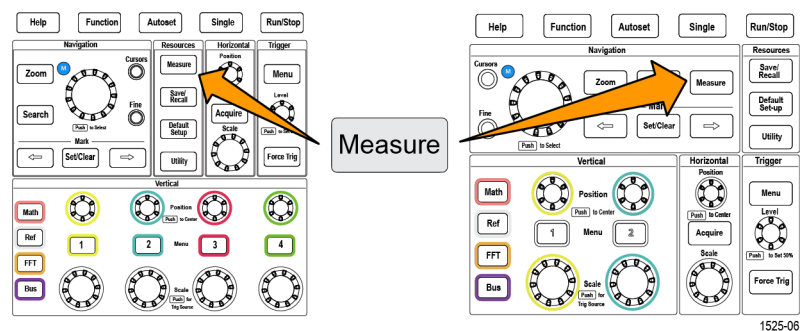 Help
Function
Autoset
Single
Run/Stop
Navigation
Resources
Horizontal
Trigger
Zoom
M
Cursors
Measure
Position
Menu
Save/
Recall
Level
Search
Fine
Acquire
Push to Select
Default
Setup
Scale
Mark
Set/Clear
Utility
Force Trig
Vertical
Math
Position
Push to Center
Ref
1
2
Menu
3
4
FFT
Bus
Scale
Push for
Trig Source
Measure
Help
Function
Autoset
Single
Run/Stop
Navigation
Resources
Cursors
M
Zoom
Measure
Save/
Recall
Fine
Mark
Default
Set-up
Set/Clear
Push to Select
Utility
Vertical
Horizontal
Trigger
Math
Position
Push to Center
Position
Push to Center
Menu
Ref
1
Menu
2
Acquire
Level
FFT
Scale
Push to Set 50%
Bus
Scale
Push for
Trig Source
Force Trig
1525-06